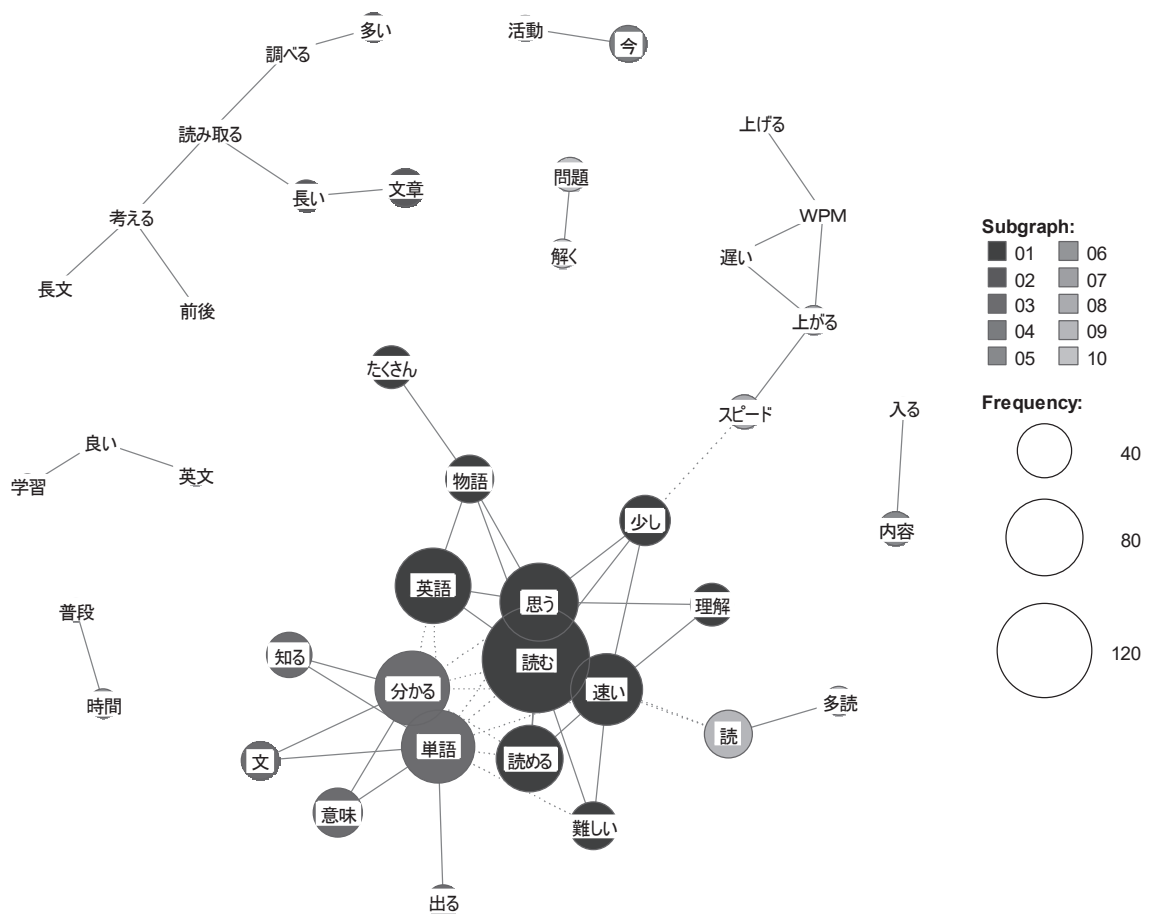 多い
活動
今
調べる
読み取る
上げる
問題
長い
文章
考える
WPM
解く
遅い
長文
前後
上がる
Subgraph:
01 06
02 07
03 08
04 09
05 10
たくさん
スピード
入る
Frequency:
40
80
120
良い
学習
英文
物語
少し
内容
英語
思う
理解
普段
知る
読む
分かる
速い
時間
多読
読
単語
文
読める
意味
難しい
出る